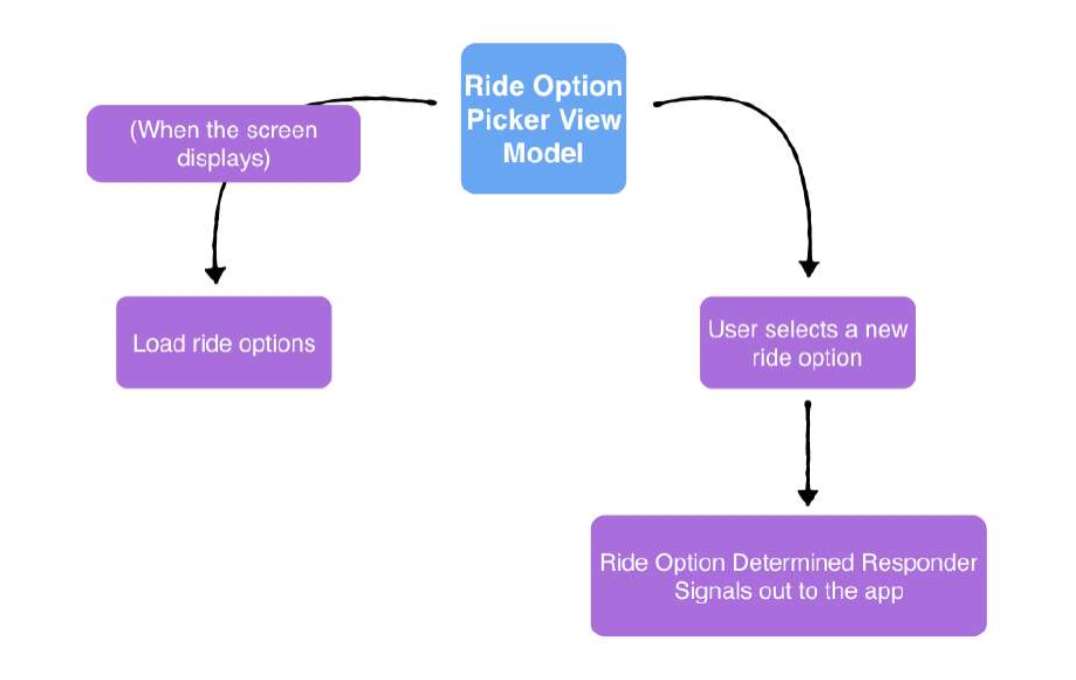 Ride Option
Picker View
Model
(When the screen
displays)
Load ride options
User selects a new
ride option
Ride Option Determined Responder
Signals out to the app